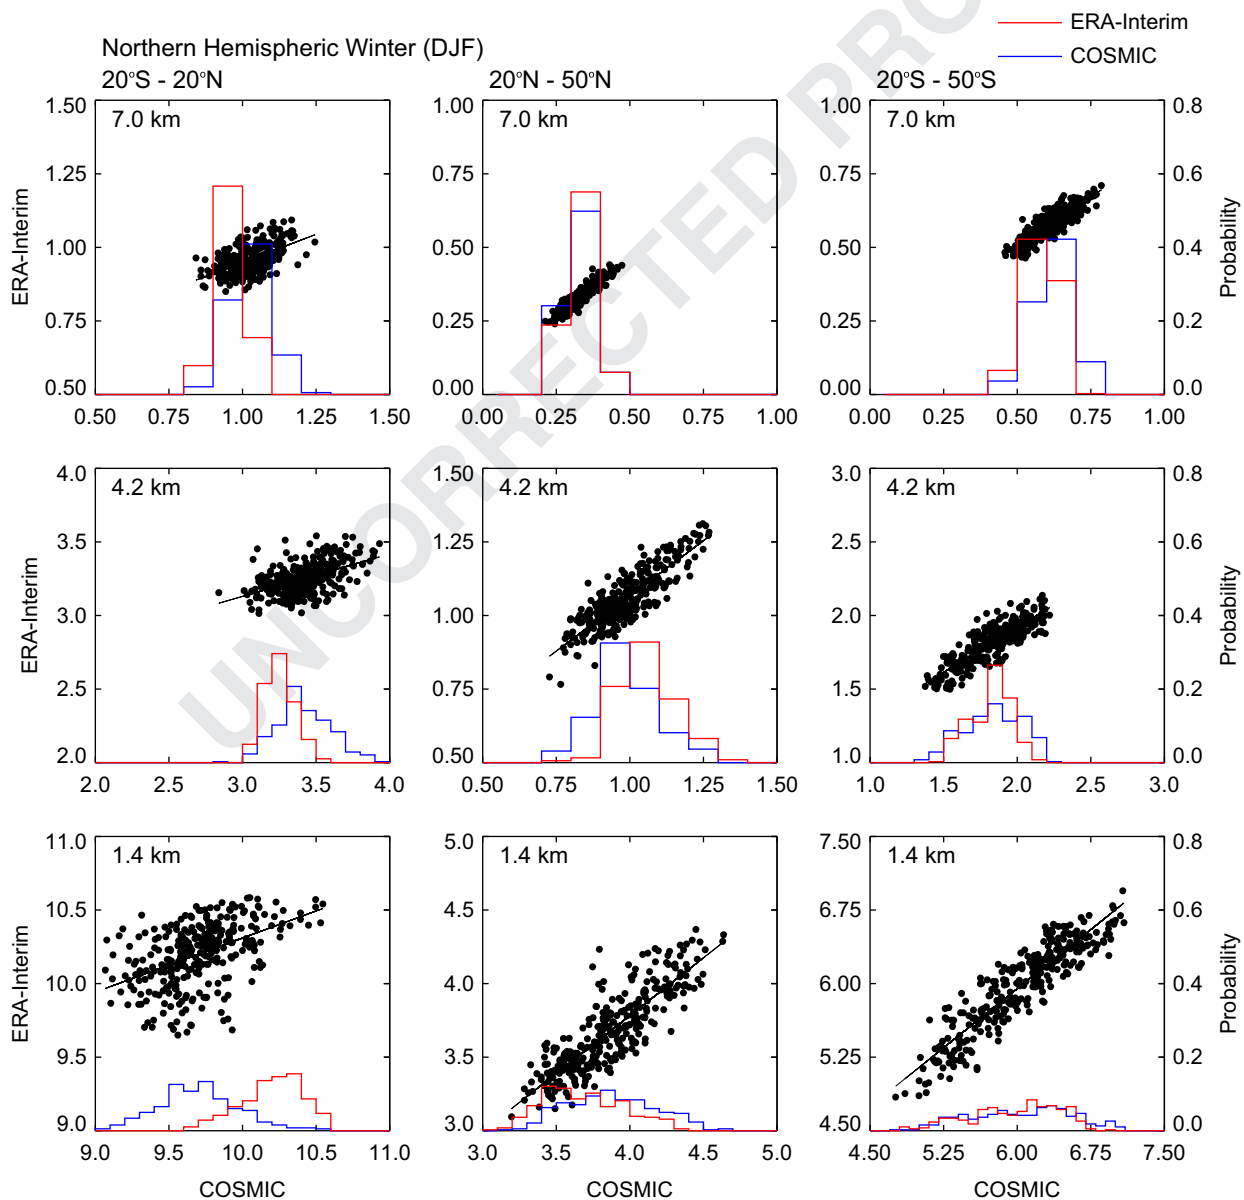 ERA-Interim
COSMIC
Northern Hemispheric Winter (DJF)
20°S - 20°N
20°N - 50°N
20°S - 50°S
7.0 km
1.50
1.25
1.00
0.75
0.50
0.50 0.75 1.00 1.25 1.50
ERA-Interim
7.0 km
1.00
0.75
0.50
0.25
0.00
0.00 0.25 0.50 0.75 1.00
7.0 km
1.00
0.75
0.50
0.25
0.00
0.00 0.25 0.50 0.75 1.00
0.8
0.6
0.4
0.2
0.0
Probability
4.2 km
4.0
3.5
3.0
2.5
2.0
2.0 2.5 3.0 3.5 4.0
ERA-Interim
4.2 km
1.50
1.25
1.00
0.75
0.50
0.50 0.75 1.00 1.25 1.50
4.2 km
3.0
2.5
2.0
1.5
1.0
1.0 1.5 2.0 2.5 3.0
0.8
0.6
0.4
0.2
0.0
Probability
1.4 km
11.0
10.5
10.0
9.5
9.0
9.0 9.5 10.0 10.5 11.0
ERA-Interim
COSMIC
1.4 km
5.0
4.5
4.0
3.5
3.0
3.0 3.5 4.0 4.5 5.0
COSMIC
1.4 km
7.50
6.75
6.00
5.25
4.50
4.50 5.25 6.00 6.75 7.50
COSMIC
0.8
0.6
0.4
0.2
0.0
Probability
UNCORRECTED PRO